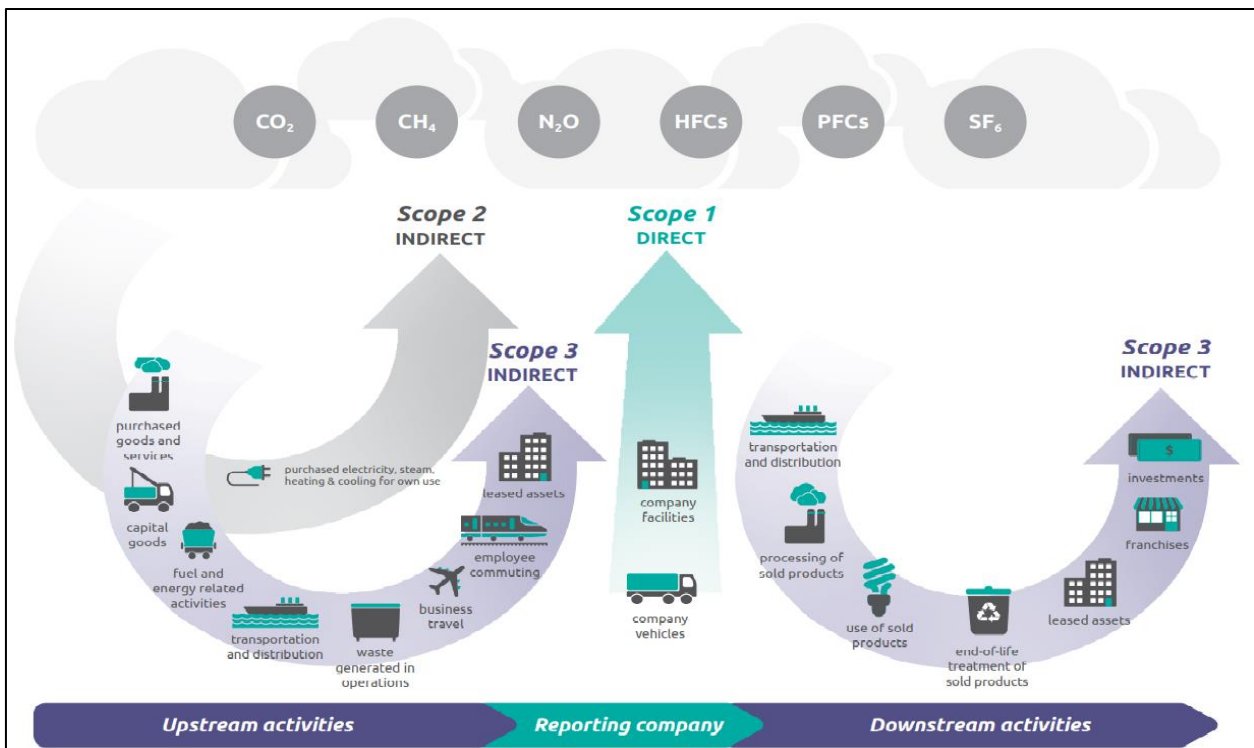 CO₂
CH₄
N₂O
HFCs
PFCs
SF₆
Scope 2
INDIRECT
Scope 1
DIRECT
Scope 3
INDIRECT
Scope 3
INDIRECT
purchased
goods and
services
capital
goods
fuel and
energy related
activities
transportation
and distribution
waste
generated in
operations
business
travel
employee
commuting
leased assets
purchased electricity, steam,
heating & cooling for own use
company
facilities
company
vehicles
transportation
and distribution
processing of
sold products
use of sold
products
end-of-life
treatment of
sold products
leased assets
franchises
$
investments
Upstream activities
Reporting company
Downstream activities